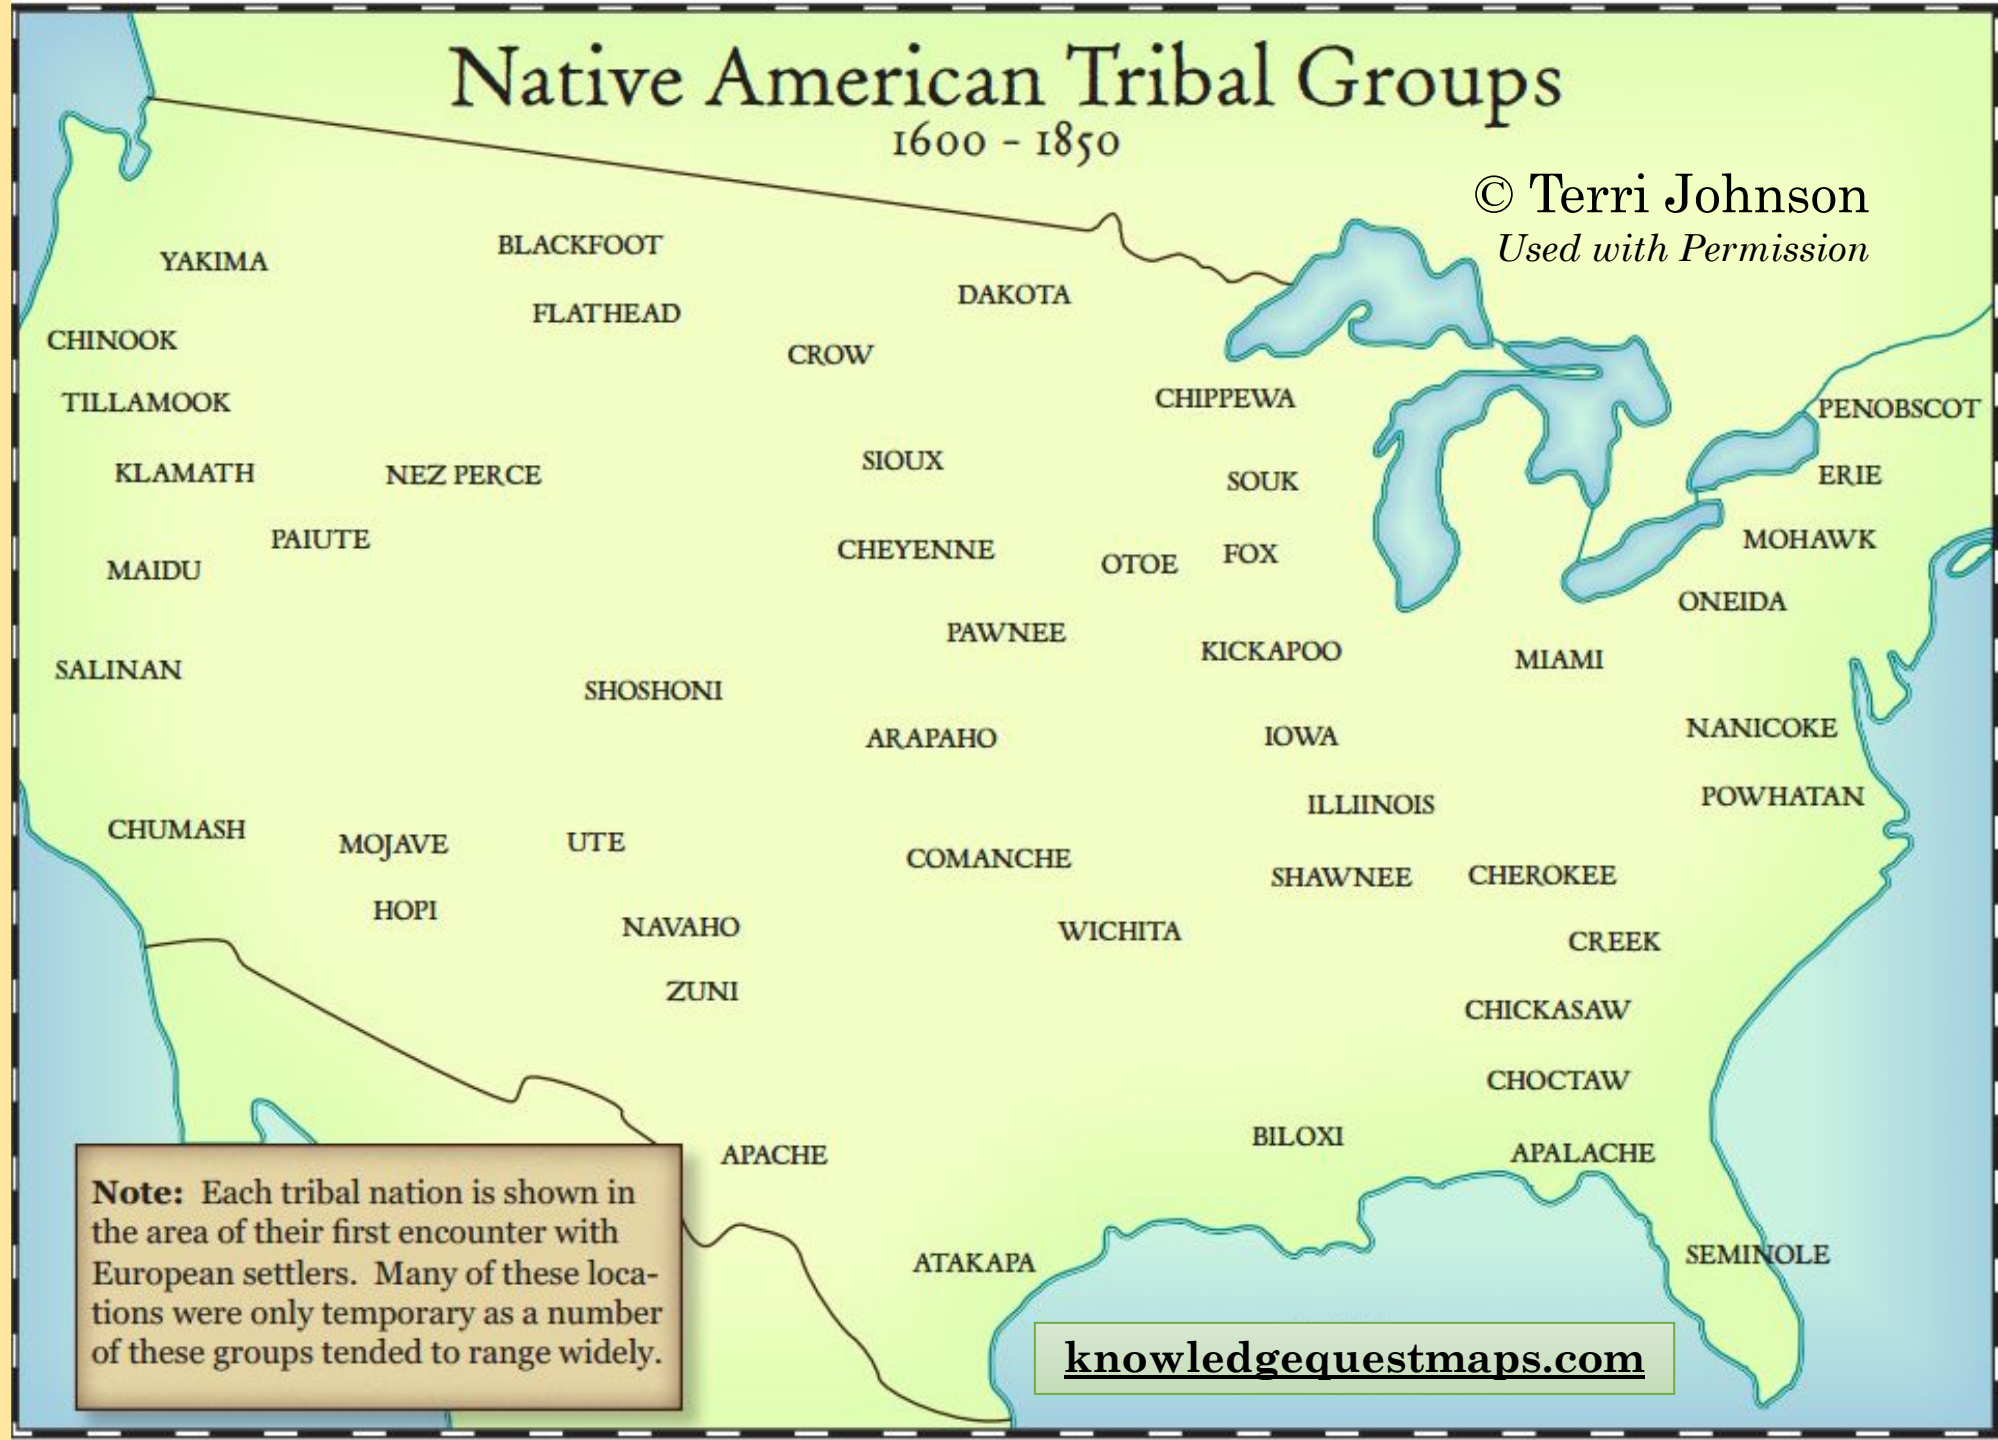 Native American Tribal Groups
1600 - 1850
© Terri Johnson
Used with Permission
YAKIMA
BLACKFOOT
DAKOTA
FLATHEAD
CHINOOK
CROW
TILLAMOOK
CHIPPEWA
PENOBSCOT
KLAMATH
NEZ PERCE
SIOUX
SOUK
ERIE
PAIUTE
MOHAWK
MAIDU
CHEYENNE
OTOE
FOX
ONEIDA
PAWNEE
KICKAPOO
MIAMI
SALINAN
SHOSHONI
ARAPAHO
IOWA
NANICOKE
ILLIINOIS
POWHATAN
CHUMASH
MOJAVE
UTE
COMANCHE
SHAWNEE
CHEROKEE
HOPI
NAVAHO
WICHITA
CREEK
ZUNI
CHICKASAW
CHOCTAW
BILOXI
APACHE
APALACHE
ATAKAPA
SEMINOLE
Note: Each tribal nation is shown in
the area of their first encounter with
European settlers. Many of these loca-
tions were only temporary as a number
of these groups tended to range widely.
knowledgequestmaps.com